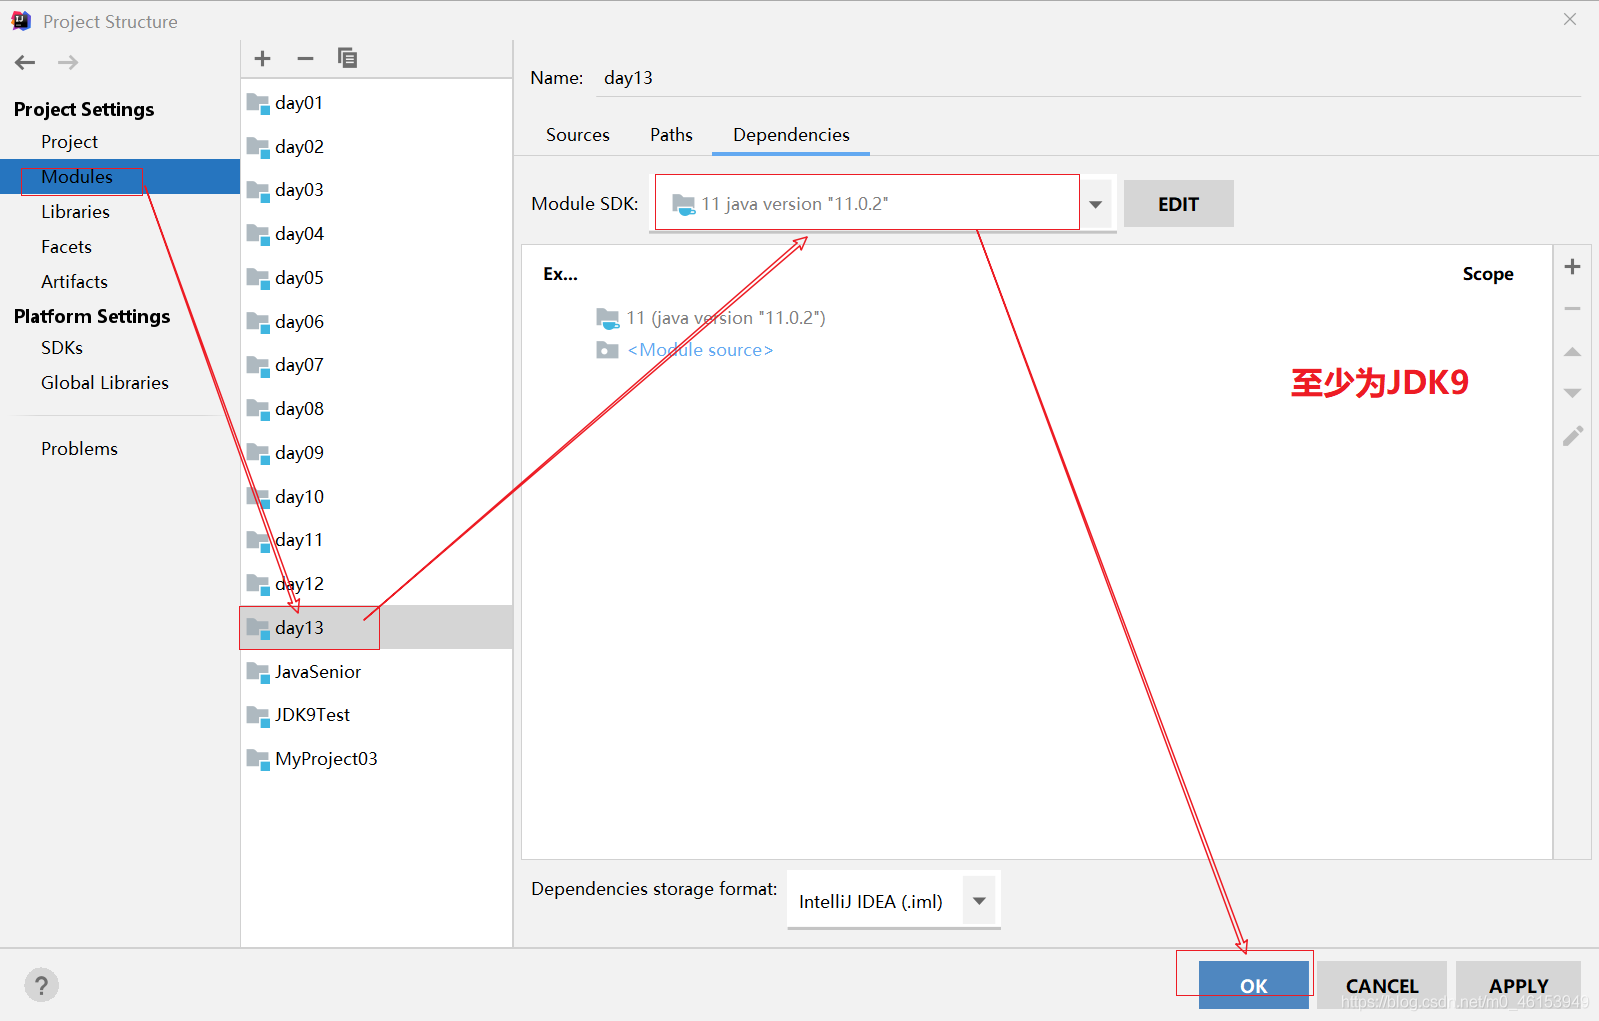 Project Structure
Project Settings
Project
Modules
Libraries
Facets
Artifacts
Platform Settings
SDKs
Global Libraries
Problems
day01
day02
day03
day04
day05
day06
day07
day08
day09
day10
day11
day12
day13
JavaSenior
JDK9Test
MyProject03
Name: day13
Sources Paths Dependencies
Module SDK: 11 java version "11.0.2" EDIT
Ex... Scope
11 (java version "11.0.2")
<Module source>
至少为JDK9
Dependencies storage format: IntelliJ IDEA (.iml)
? OK CANCEL APPLY
https://blog.csdn.net/m0_46153949